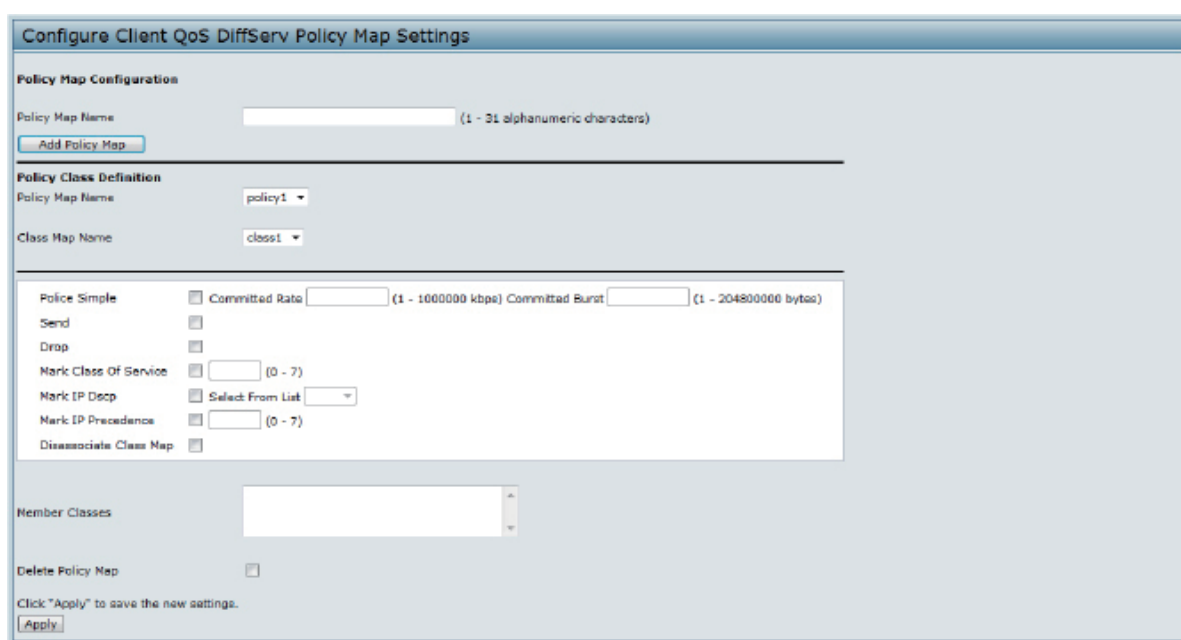 Configure Client QoS DiffServ Policy Map Settings
Policy Map Configuration
Policy Map Name (1 - 31 alphanumeric characters)
Add Policy Map
Policy Class Definition
Policy Map Name policy1
Class Map Name class1
Police Simple Committed Rate (1 - 1000000 kbps) Committed Burst (1 - 204800000 bytes)
Send
Drop
Mark Class Of Service (0 - 7)
Mark IP Dscp Select From List
Mark IP Precedence (0 - 7)
Disassociate Class Map
Member Classes
Delete Policy Map
Click "Apply" to save the new settings.
Apply